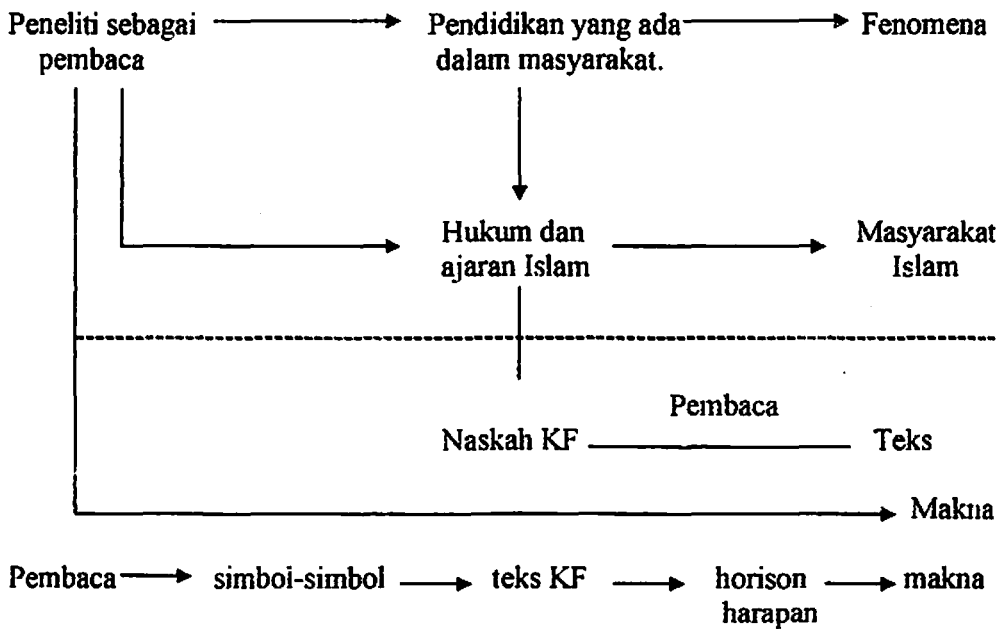 Peneliti sebagai Pendidikan yang ada Fenomena
pembaca dalam masyarakat.
Hukum dan Masyarakat
ajaran Islam Islam
Pembaca
Naskah KF Teks
Makna
Pembaca simbol-simbol teks KF horison makna
harapan